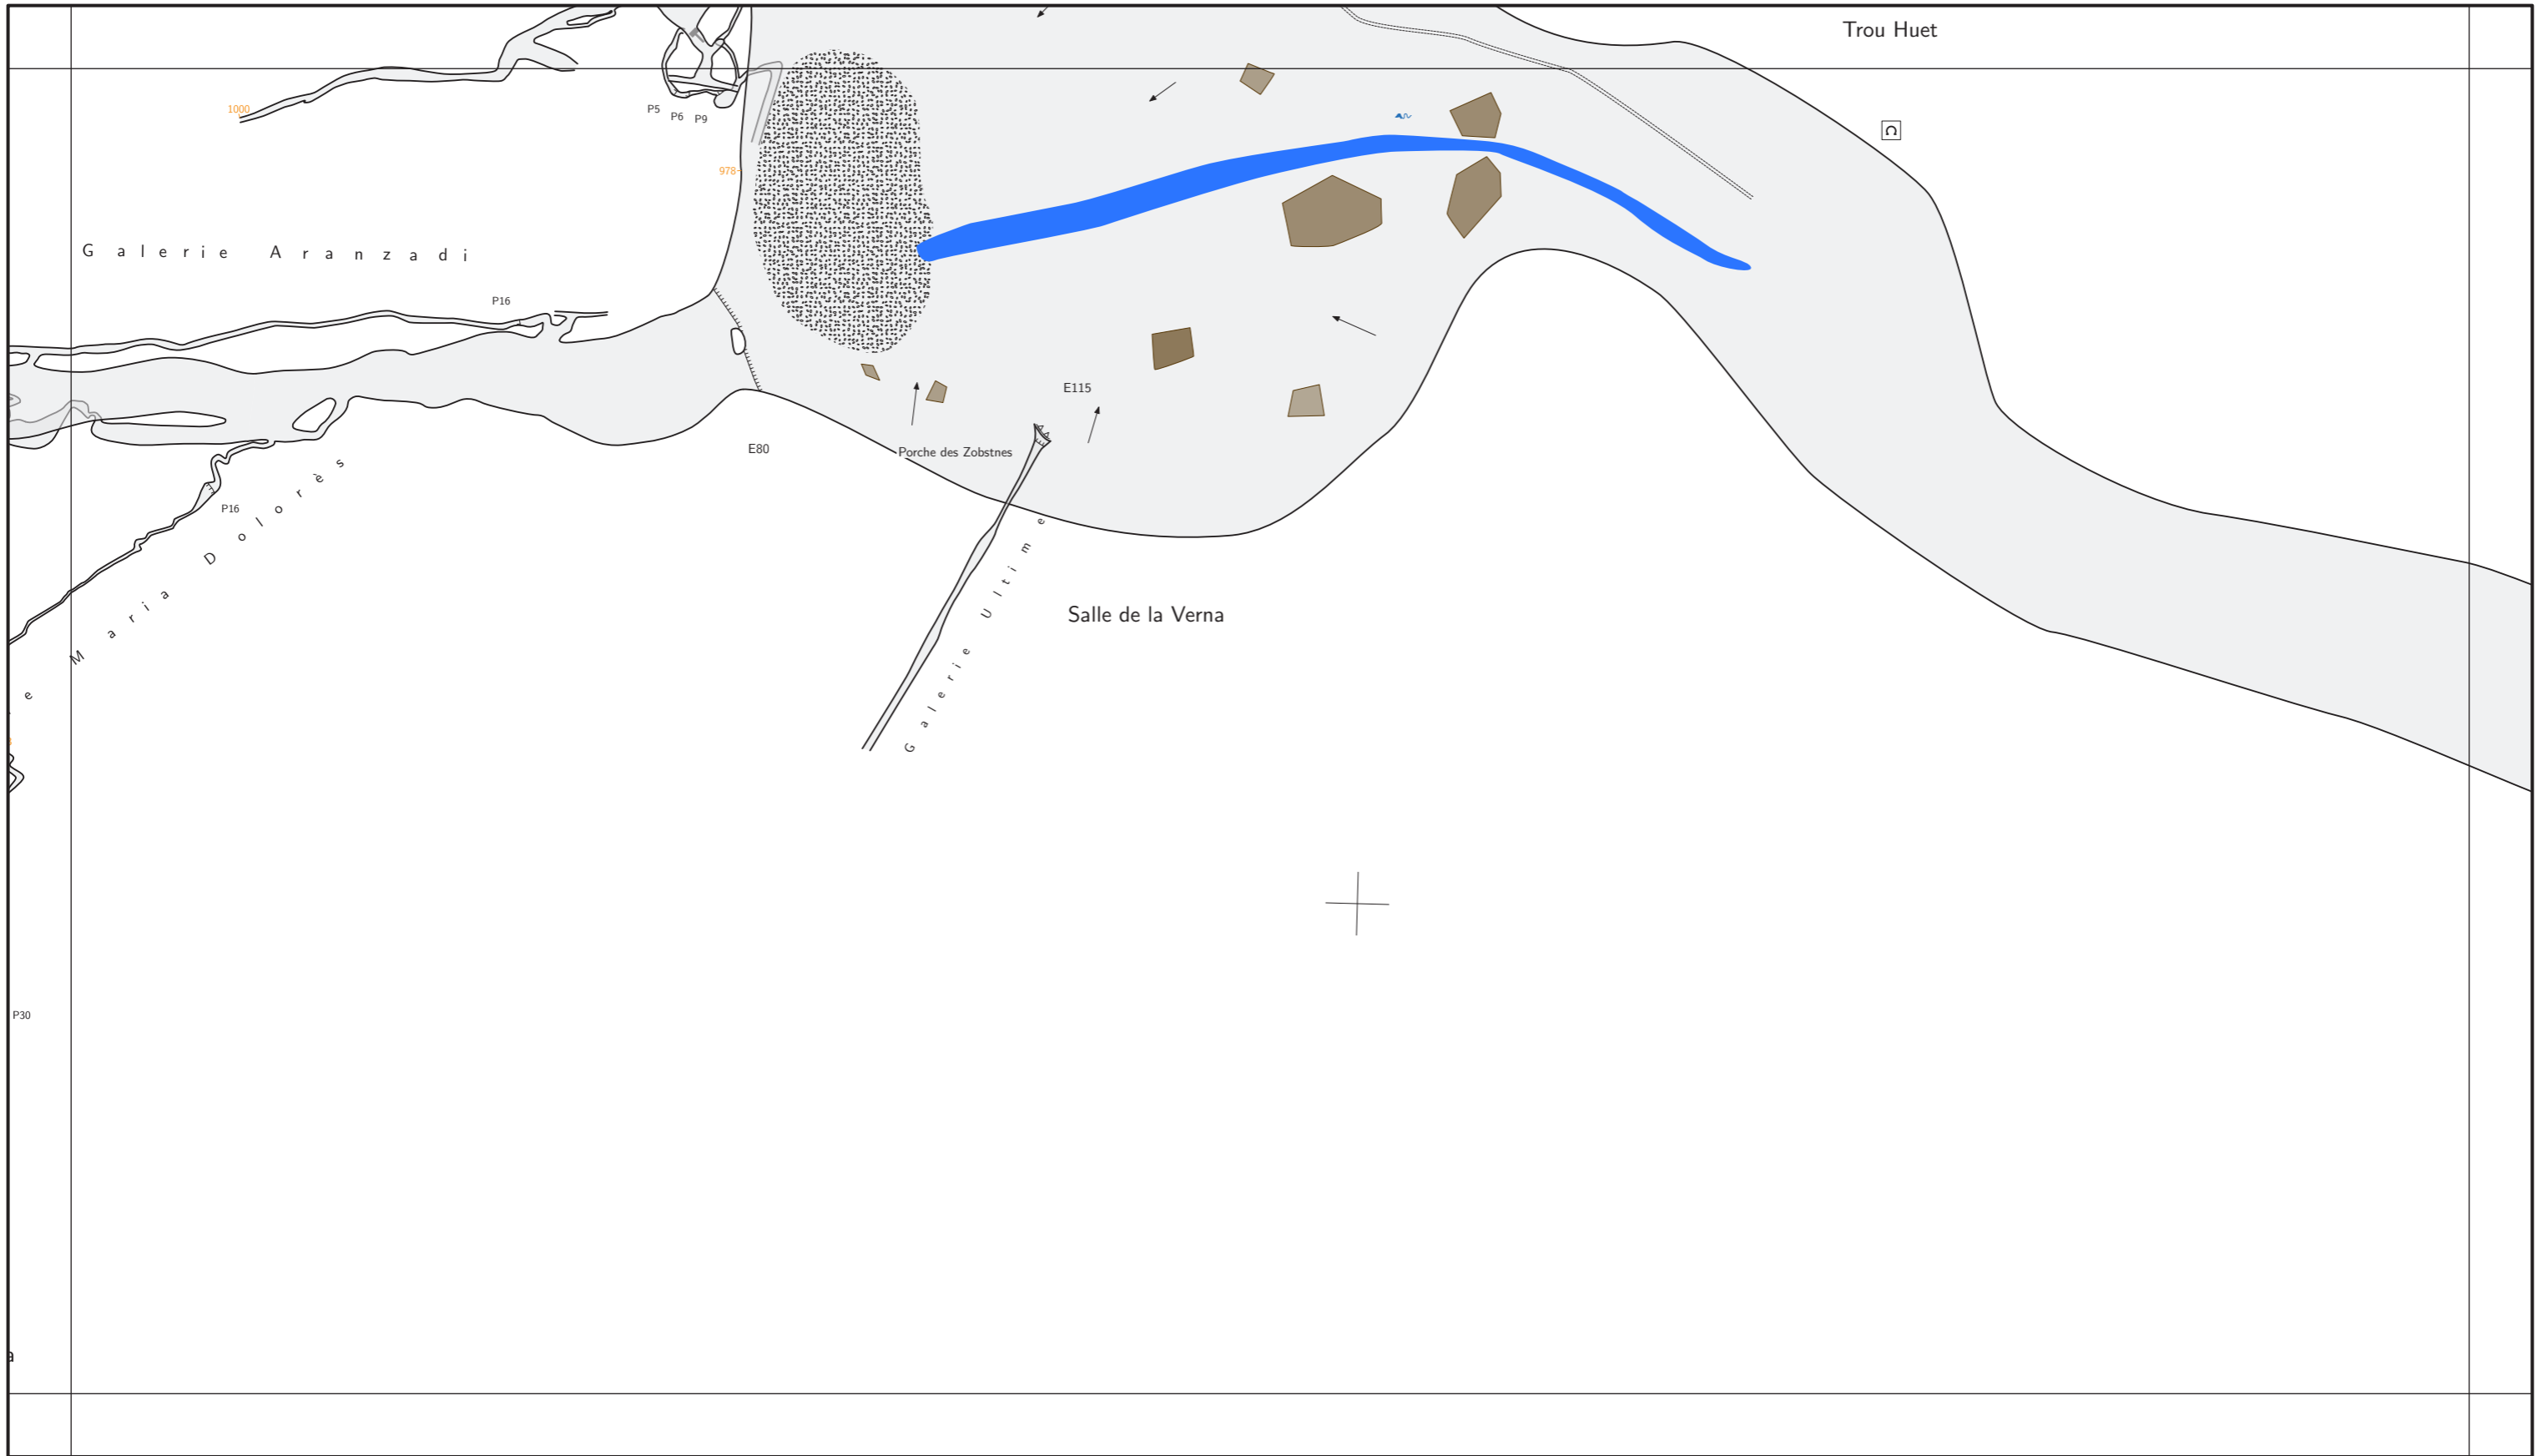 Trou Huet
1000
P5
P6
P9
978
Galerie Aranzadi
P16
E115
E80
Porche des Zobstnes
P16
e Maria Dolorès
Galerie Ultime
Salle de la Verna
P30
a